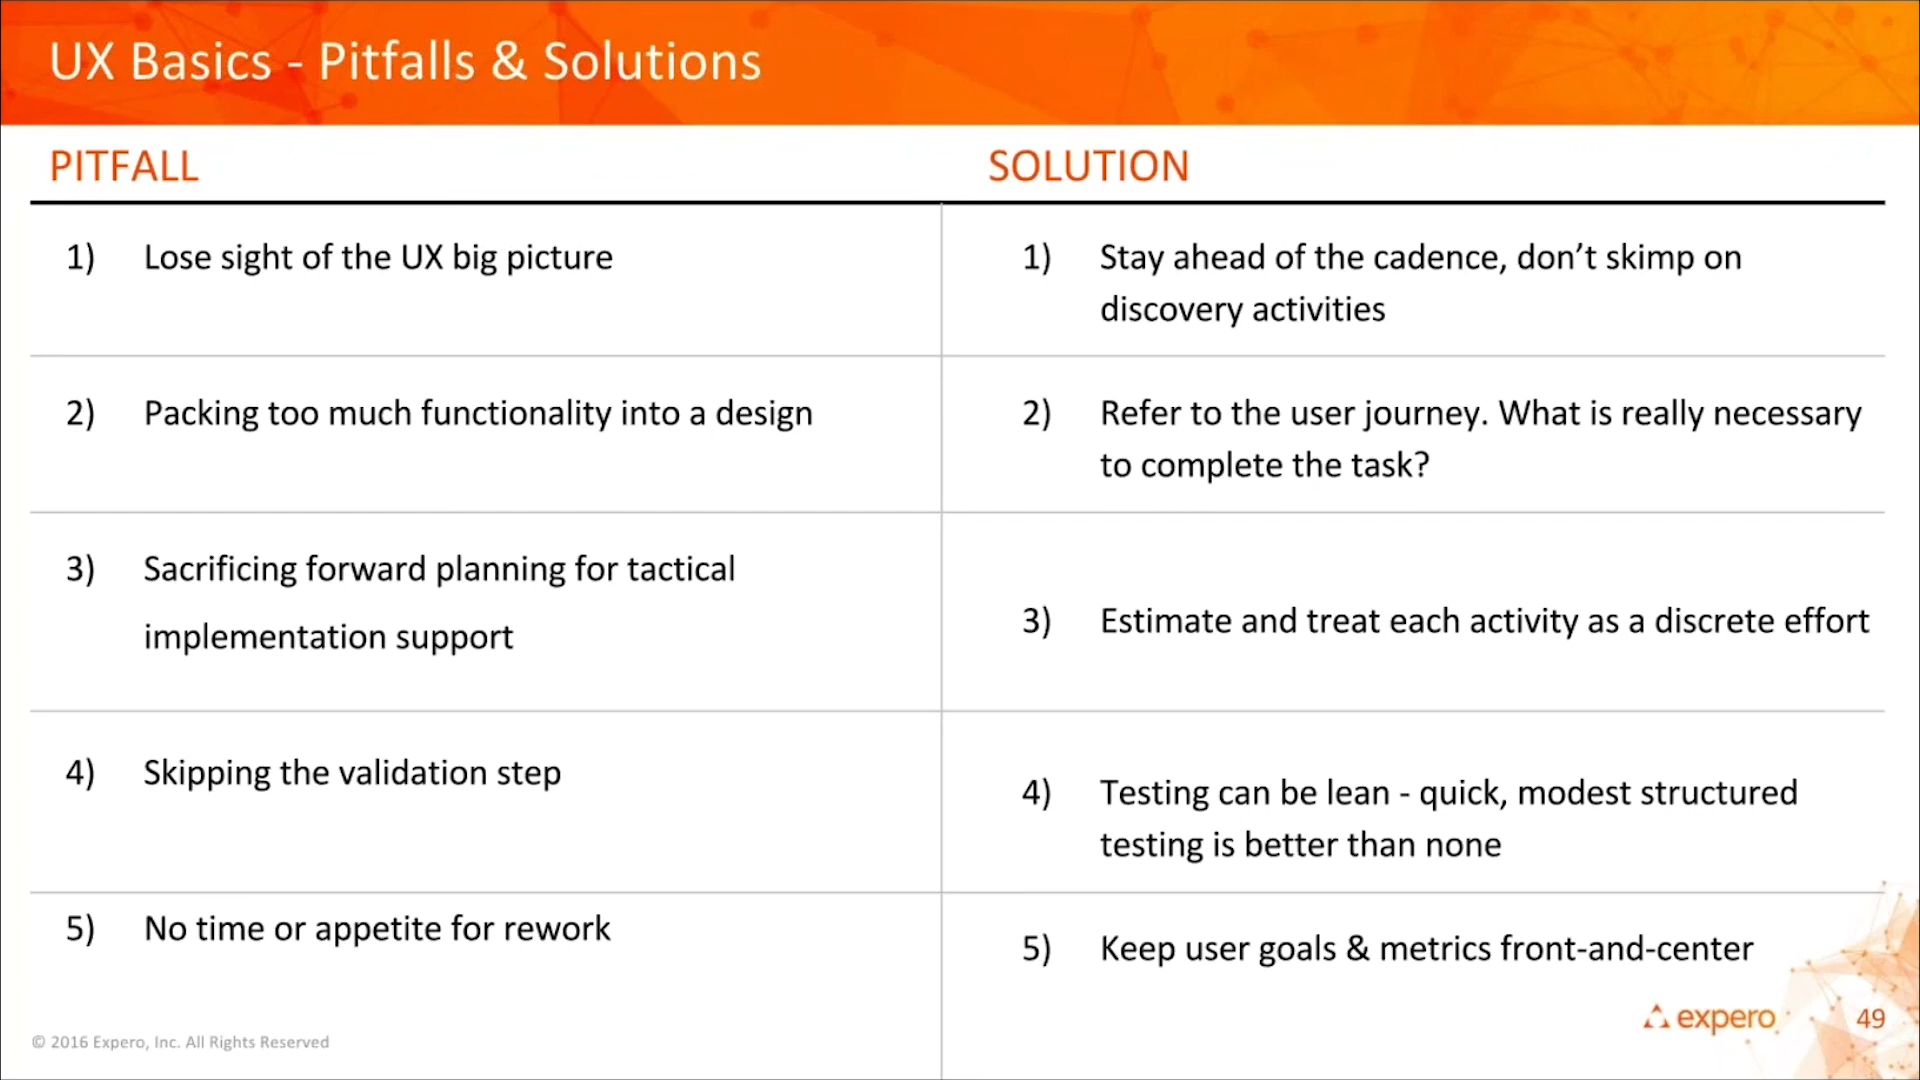 UX Basics - Pitfalls & Solutions
PITFALL
SOLUTION
1) Lose sight of the UX big picture
1) Stay ahead of the cadence, don’t skimp on
discovery activities
2) Packing too much functionality into a design
2) Refer to the user journey. What is really necessary
to complete the task?
3) Sacrificing forward planning for tactical
implementation support
3) Estimate and treat each activity as a discrete effort
4) Skipping the validation step
4) Testing can be lean - quick, modest structured
testing is better than none
5) No time or appetite for rework
5) Keep user goals & metrics front-and-center
© 2016 Expero, Inc. All Rights Reserved
expero
49